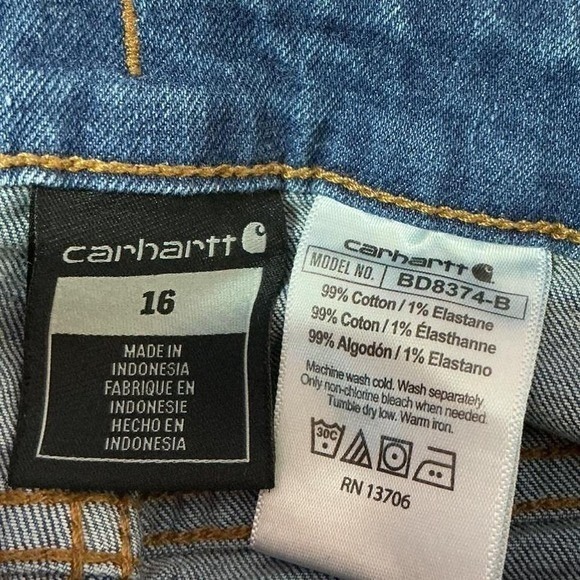 carhartt
16
MADE IN
INDONESIA
FABRIQUE EN
INDONESIE
HECHO EN
INDONESIA
carhartt
MODEL NO. BD8374-B
99% Cotton / 1% Elastane
99% Coton / 1% Élasthanne
99% Algodón / 1% Elastano
Machine wash cold. Wash separately.
Only non-chlorine bleach when needed.
Tumble dry low. Warm iron.
30C
RN 13706